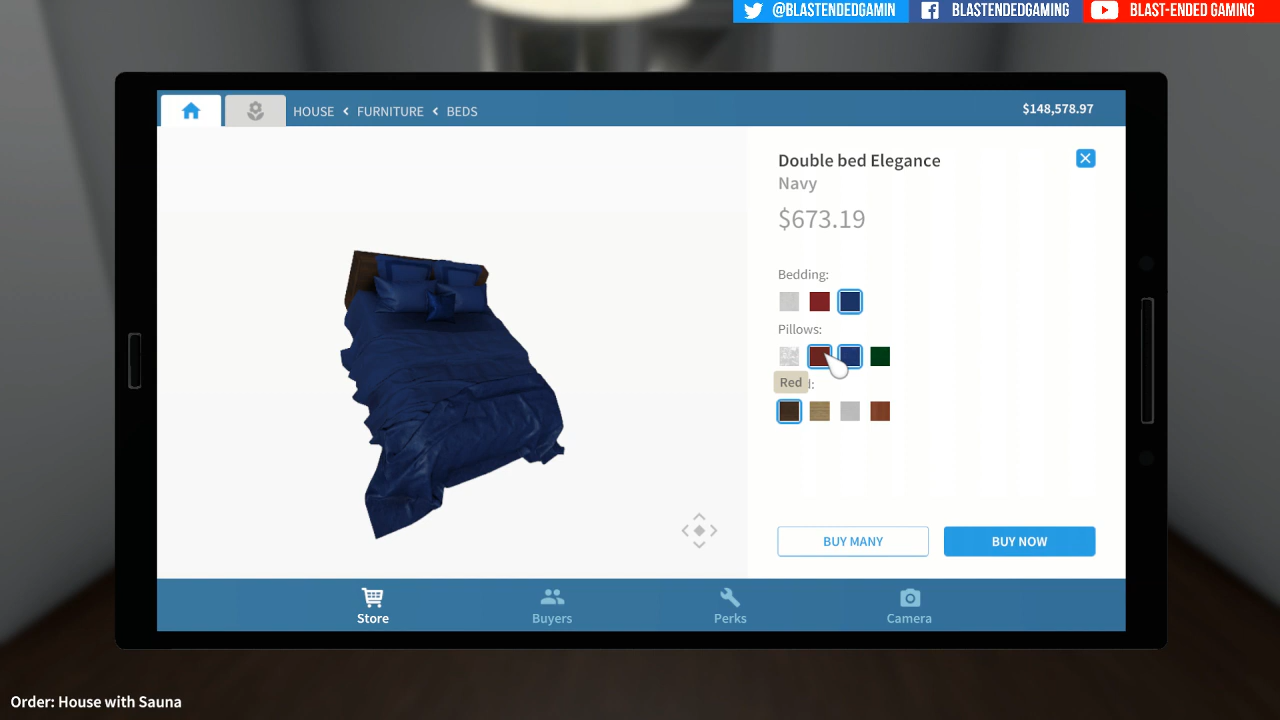 @BLASTENDEDGAMIN BLASTENDEDGAMING BLAST-ENDED GAMING
HOUSE < FURNITURE < BEDS $148,578.97
Double bed Elegance
Navy
$673.19
Bedding:
Pillows:
Red
BUY MANY BUY NOW
Store Buyers Perks Camera
Order: House with Sauna